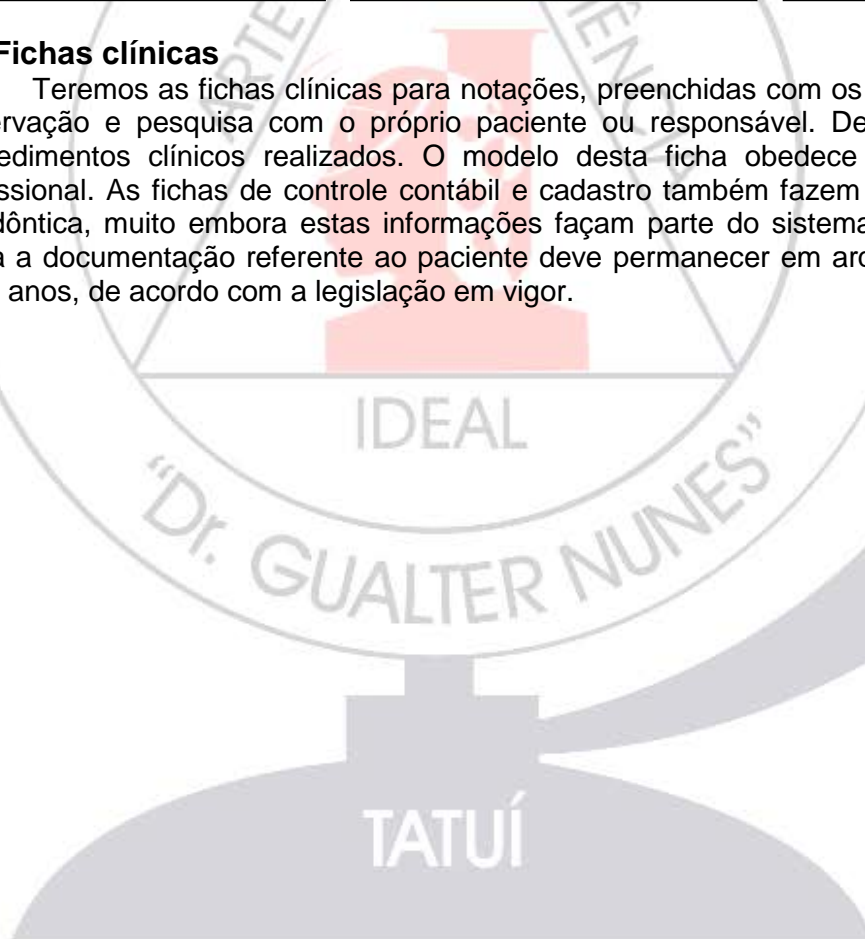 Fichas clínicas
Teremos as fichas clínicas para notações, preenchidas com os
ervação e pesquisa com o próprio paciente ou responsável. De
edimentos clínicos realizados. O modelo desta ficha obedece
ssional. As fichas de controle contábil e cadastro também fazem
dôntica, muito embora estas informações façam parte do sistema
a a documentação referente ao paciente deve permanecer em arq
anos, de acordo com a legislação em vigor.
ARTE
CIÊNCIA
IDEAL
“Dr. GUALTER NUNES”
TATUÍ